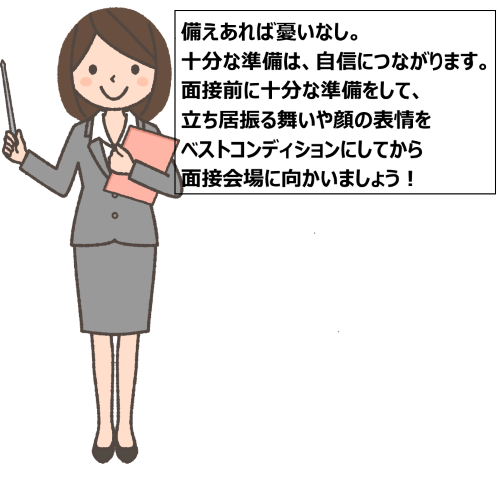 備えあれば憂いなし。
十分な準備は、自信につながります。
面接前に十分な準備をして、
立ち居振る舞いや顔の表情を
ベストコンディションにしてから
面接会場に向かいましょう！